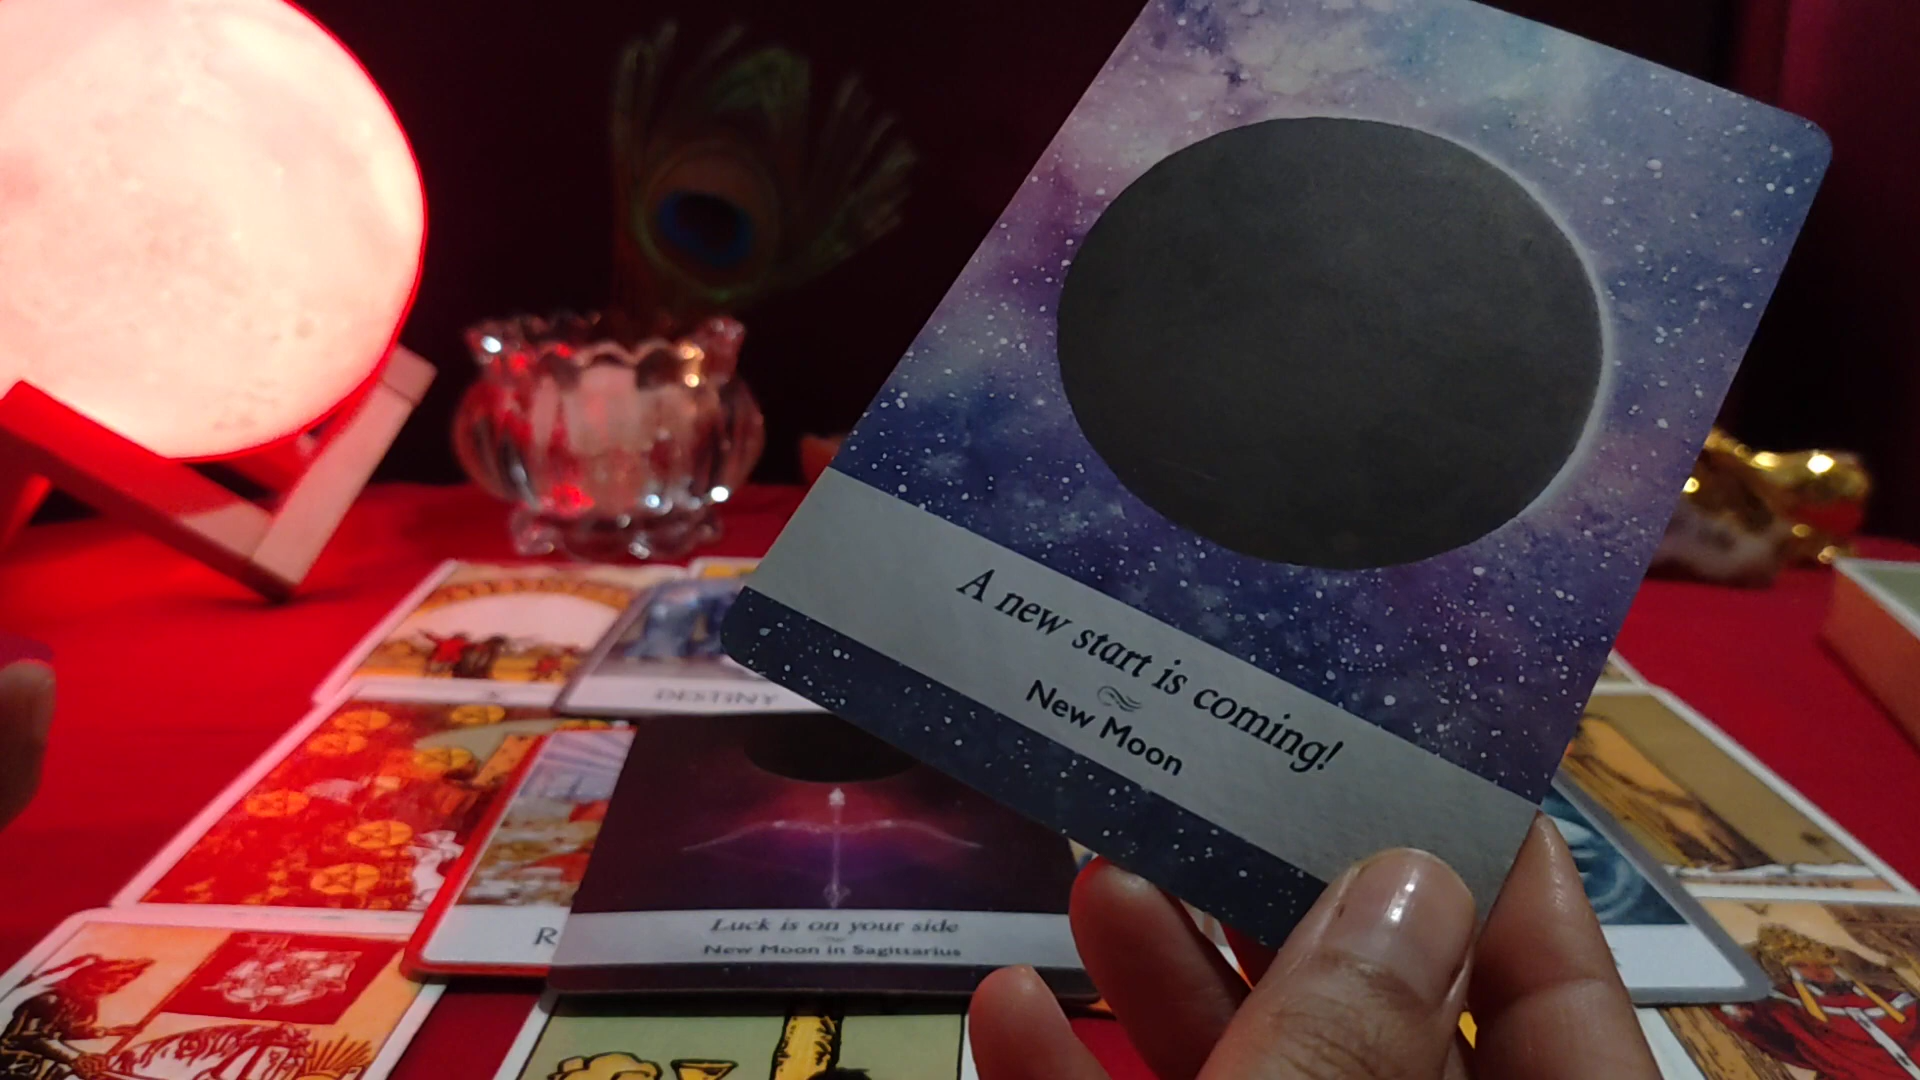 A new start is coming!
New Moon
DESTINY
R
Luck is on your side
New Moon in Sagittarius
X
V